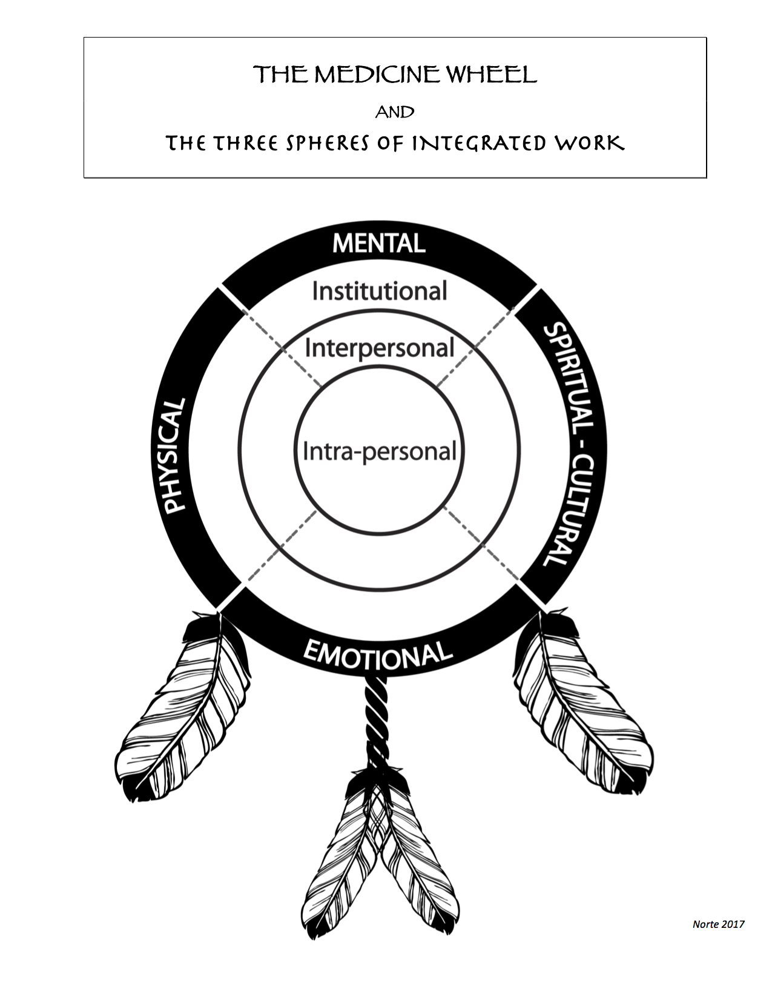 THE MEDICINE WHEEL
AND
THE THREE SPHERES OF INTEGRATED WORK
MENTAL
Institutional
Interpersonal
SPIRITUAL - CULTURAL
PHYSICAL
Intra-personal
EMOTIONAL
Norte 2017